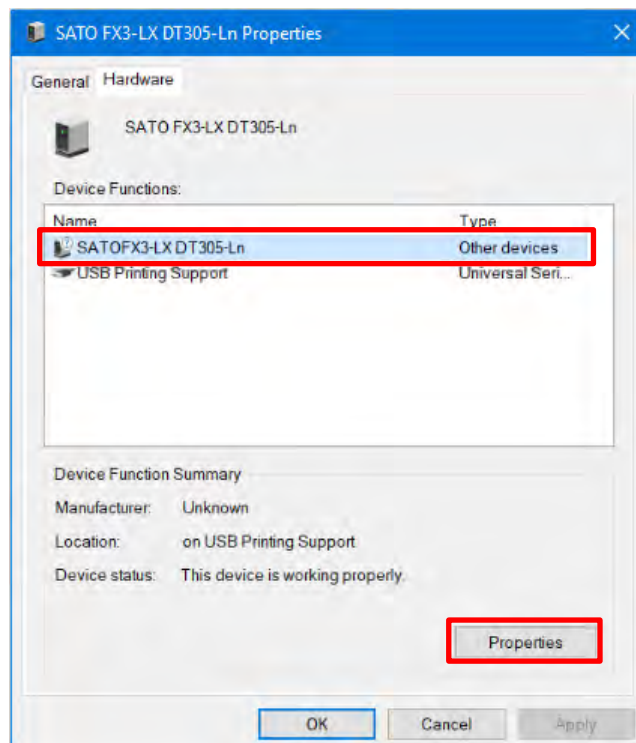 SATO FX3-LX DT305-Ln Properties
General Hardware
SATO FX3-LX DT305-Ln
Device Functions:
Name Type
SATOFX3-LX DT305-Ln Other devices
USB Printing Support Universal Seri...
Device Function Summary
Manufacturer: Unknown
Location: on USB Printing Support
Device status: This device is working properly.
Properties
OK Cancel Apply